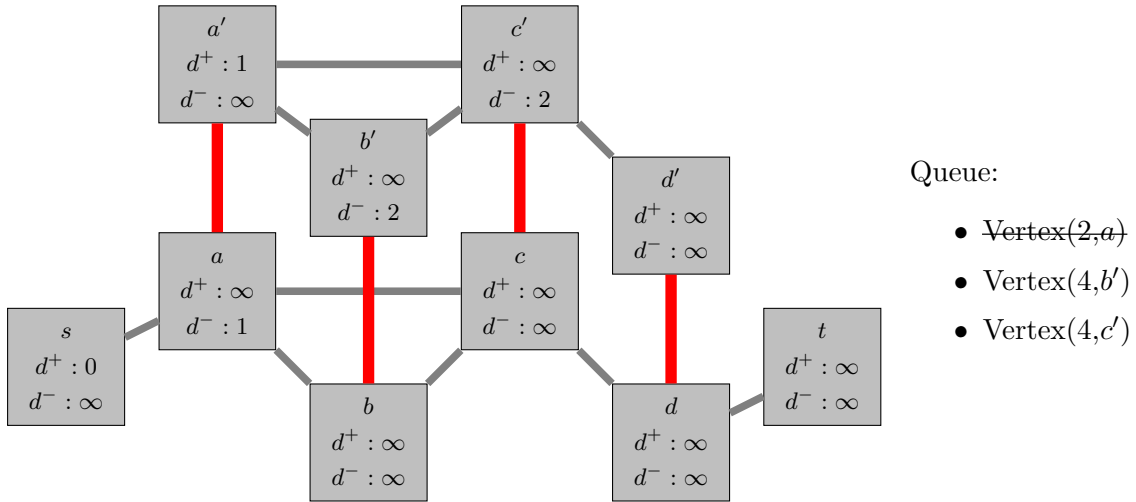 a′
d⁺ : 1
d⁻ : ∞
c′
d⁺ : ∞
d⁻ : 2
b′
d⁺ : ∞
d⁻ : 2
d′
d⁺ : ∞
d⁻ : ∞
a
d⁺ : ∞
d⁻ : 1
c
d⁺ : ∞
d⁻ : ∞
s
d⁺ : 0
d⁻ : ∞
b
d⁺ : ∞
d⁻ : ∞
d
d⁺ : ∞
d⁻ : ∞
t
d⁺ : ∞
d⁻ : ∞
Queue:
• Vertex(2,a)
• Vertex(4,b′)
• Vertex(4,c′)